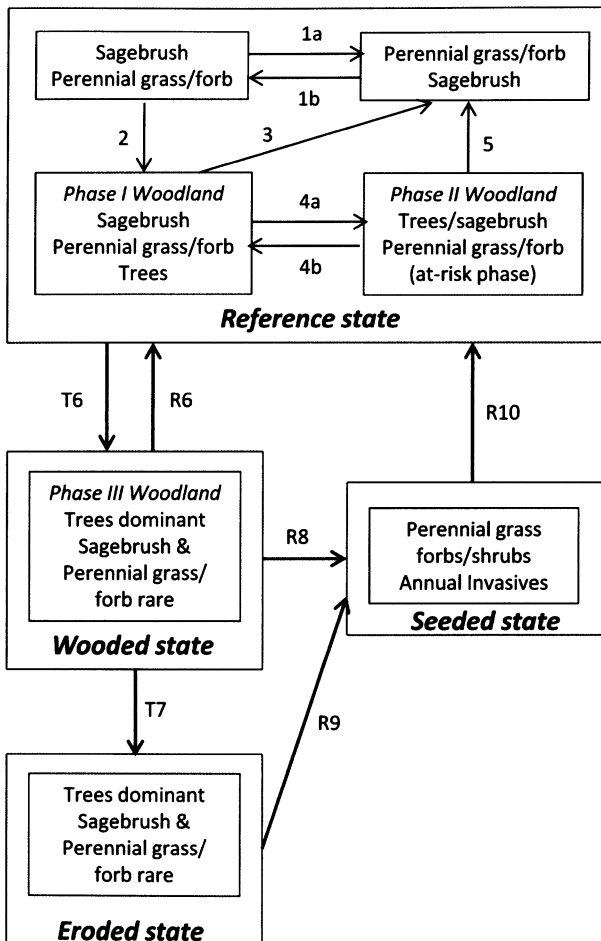 Sagebrush
Perennial grass/forb
1a
1b
Perennial grass/forb
Sagebrush
2
3
5
Phase I Woodland
Sagebrush
Perennial grass/forb
Trees
4a
4b
Phase II Woodland
Trees/sagebrush
Perennial grass/forb
(at-risk phase)
Reference state
T6
R6
R10
Phase III Woodland
Trees dominant
Sagebrush &
Perennial grass/
forb rare
Wooded state
R8
Perennial grass
forbs/shrubs
Annual Invasives
Seeded state
T7
R9
Trees dominant
Sagebrush &
Perennial grass/
forb rare
Eroded state